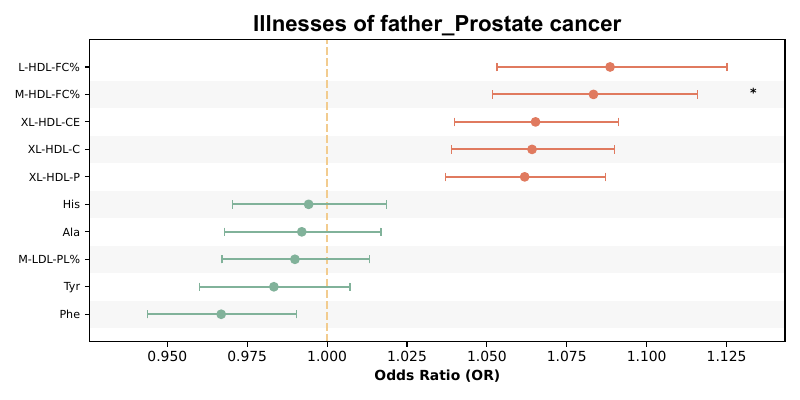 Illnesses of father_Prostate cancer
L-HDL-FC%
M-HDL-FC%
*
XL-HDL-CE
XL-HDL-C
XL-HDL-P
His
Ala
M-LDL-PL%
Tyr
Phe
0.950 0.975 1.000 1.025 1.050 1.075 1.100 1.125
Odds Ratio (OR)